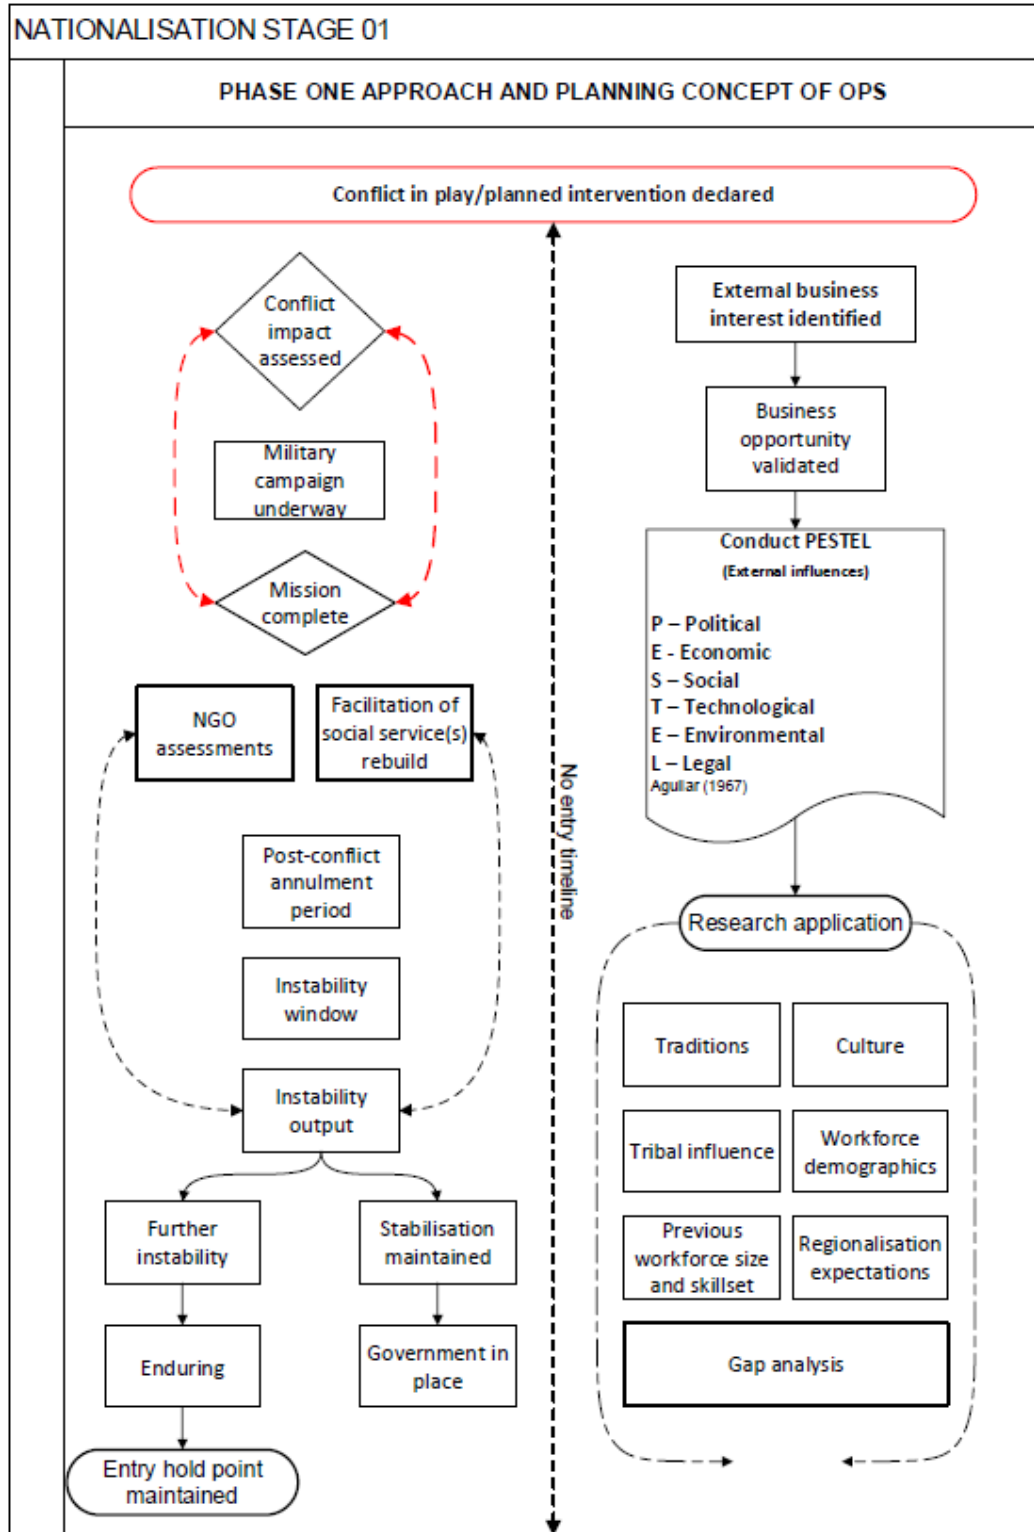 NATIONALISATION STAGE 01
PHASE ONE APPROACH AND PLANNING CONCEPT OF OPS
Conflict in play/planned intervention declared
Conflict
impact
assessed
Military
campaign
underway
Mission
complete
NGO
assessments
Facilitation of
social service(s)
rebuild
Post-conflict
annulment
period
Instability
window
Instability
output
Further
instability
Stabilisation
maintained
Enduring
Government in
place
Entry hold point
maintained
No entry timeline
External business
interest identified
Business
opportunity
validated
Conduct PESTEL
(External influences)
P – Political
E - Economic
S – Social
T – Technological
E – Environmental
L – Legal
Aguilar (1967)
Research application
Traditions
Culture
Tribal influence
Workforce
demographics
Previous
workforce size
and skillset
Regionalisation
expectations
Gap analysis